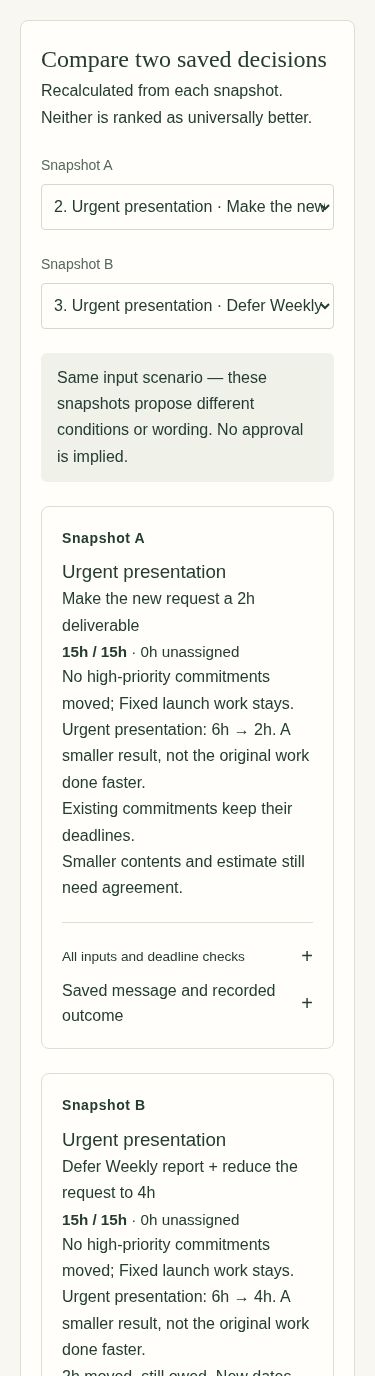 Compare two saved decisions
Recalculated from each snapshot.
Neither is ranked as universally better.
Snapshot A
2. Urgent presentation · Make the new
Snapshot B
3. Urgent presentation · Defer Weekly
Same input scenario — these
snapshots propose different
conditions or wording. No approval
is implied.
Snapshot A
Urgent presentation
Make the new request a 2h
deliverable
15h / 15h · 0h unassigned
No high-priority commitments
moved; Fixed launch work stays.
Urgent presentation: 6h → 2h. A
smaller result, not the original work
done faster.
Existing commitments keep their
deadlines.
Smaller contents and estimate still
need agreement.
All inputs and deadline checks +
Saved message and recorded
outcome +
Snapshot B
Urgent presentation
Defer Weekly report + reduce the
request to 4h
15h / 15h · 0h unassigned
No high-priority commitments
moved; Fixed launch work stays.
Urgent presentation: 6h → 4h. A
smaller result, not the original work
done faster.
2h moved, still owed. New dates